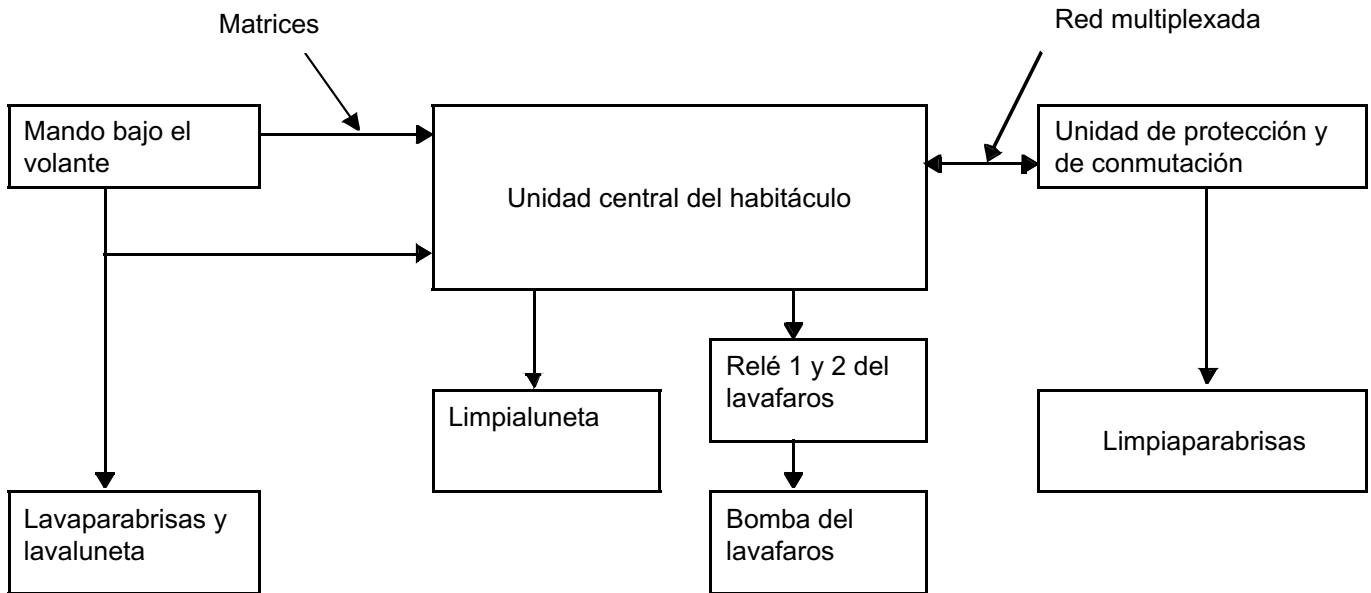 Matrices
Red multiplexada
Mando bajo el
volante
Unidad central del habitáculo
Unidad de protección y
de conmutación
Relé 1 y 2 del
lavafaros
Limpialuneta
Limpiaparabrisas
Lavaparabrisas y
lavaluneta
Bomba del
lavafaros